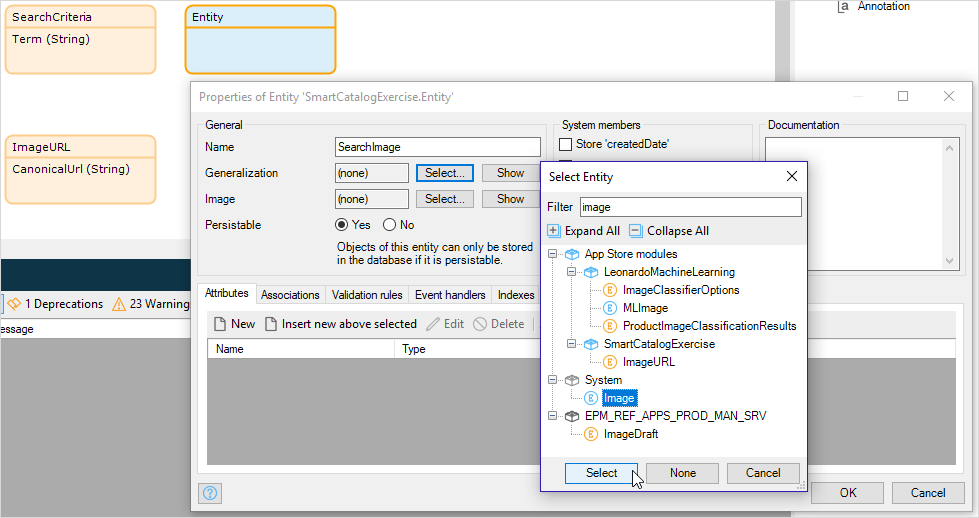 SearchCriteria
Term (String)
Entity
Annotation
ImageURL
CanonicalUrl (String)
1 Deprecations 23 Warning
essage
Properties of Entity 'SmartCatalogExercise.Entity'
General
Name SearchImage
Generalization (none) Select... Show
Image (none) Select... Show
Persistable Yes No
Objects of this entity can only be stored
in the database if it is persistable.
System members
Store 'createdDate'
Documentation
Attributes Associations Validation rules Event handlers Indexes
New Insert new above selected Edit Delete
Name Type
OK Cancel
Select Entity
Filter image
Expand All Collapse All
App Store modules
LeonardoMachineLearning
ImageClassifierOptions
MLImage
ProductImageClassificationResults
SmartCatalogExercise
ImageURL
System
Image
EPM_REF_APPS_PROD_MAN_SRV
ImageDraft
Select None Cancel